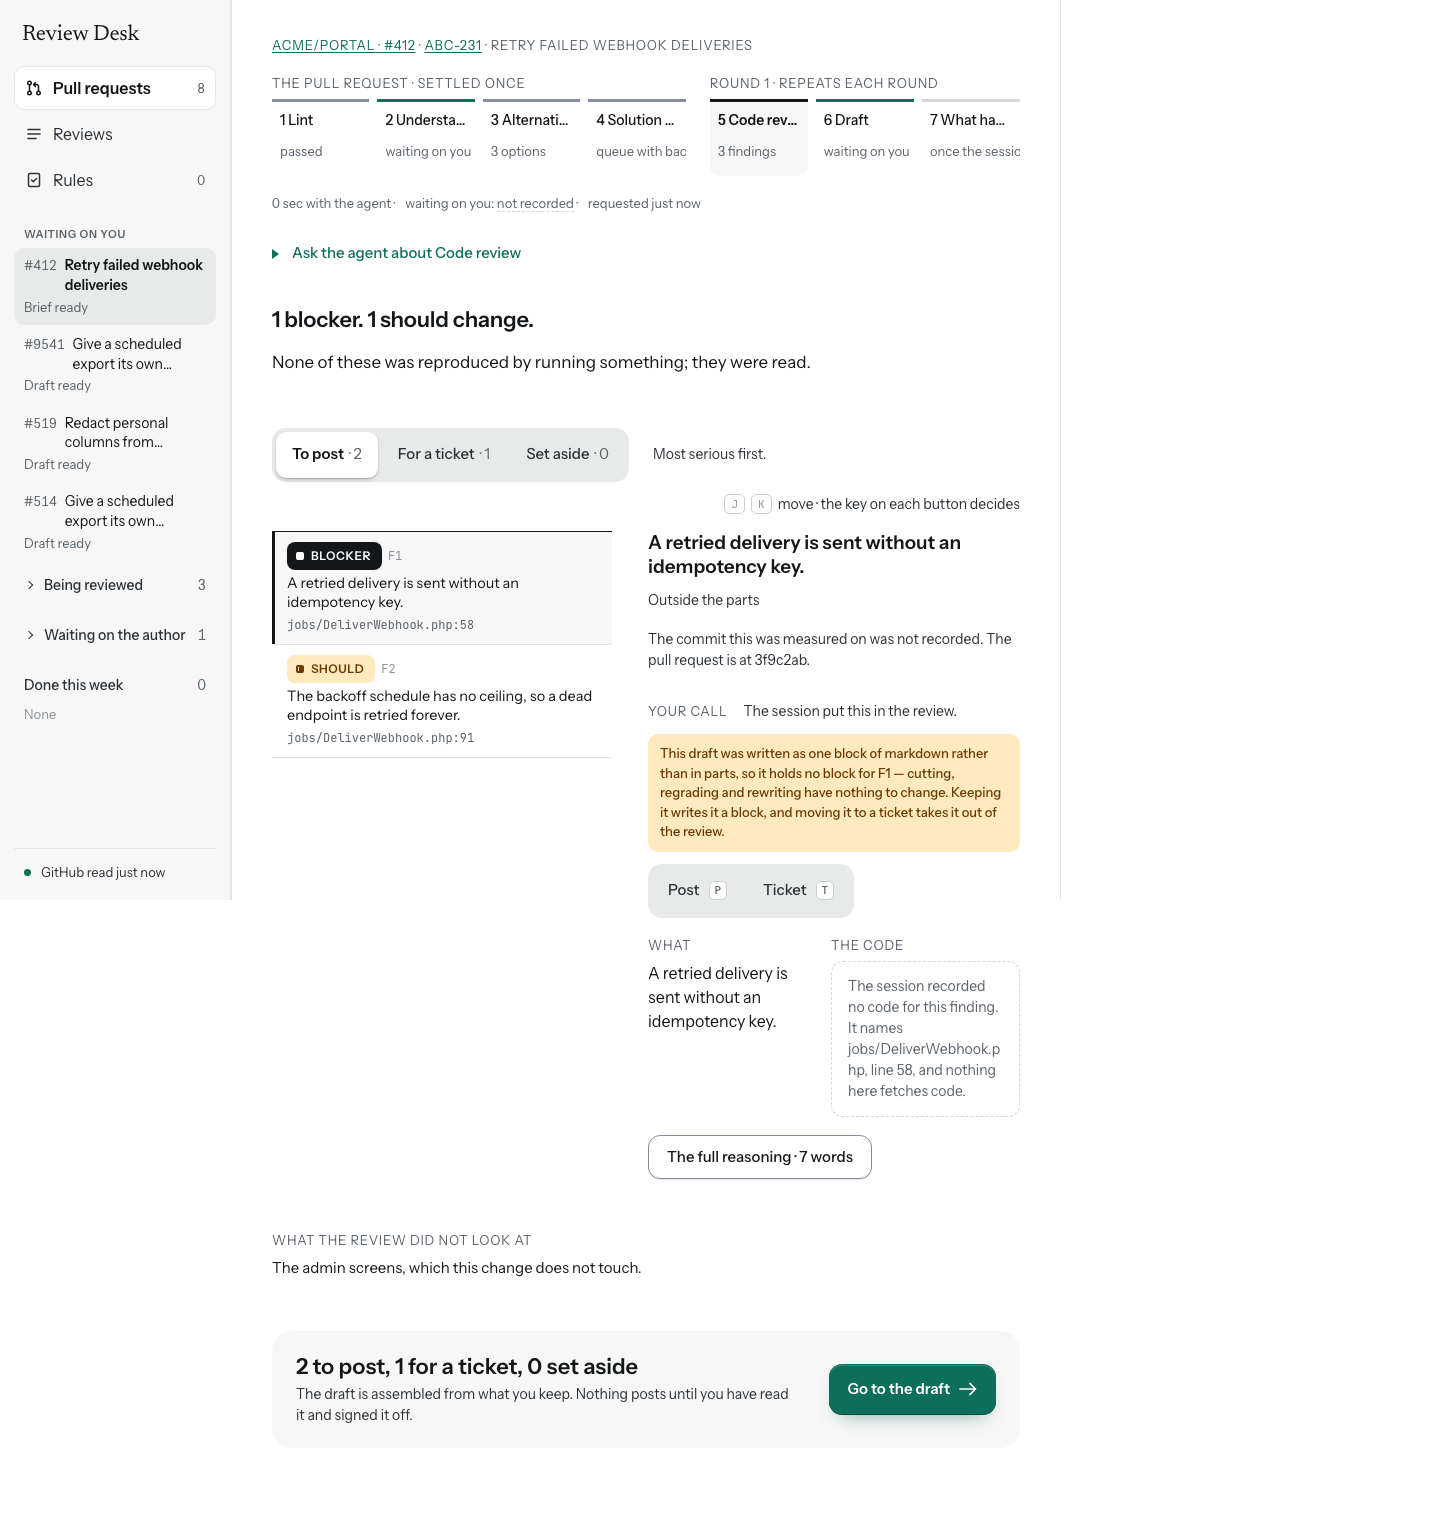 Review Desk
Pull requests 8
Reviews
Rules 0
WAITING ON YOU
#412 Retry failed webhook
deliveries
Brief ready
#9541 Give a scheduled
export its own...
Draft ready
#519 Redact personal
columns from...
Draft ready
#514 Give a scheduled
export its own...
Draft ready
Being reviewed 3
Waiting on the author 1
Done this week 0
None
GitHub read just now
ACME/PORTAL · #412 · ABC-231 · RETRY FAILED WEBHOOK DELIVERIES
THE PULL REQUEST · SETTLED ONCE
1 Lint
passed
2 Understa...
waiting on you
3 Alternati...
3 options
4 Solution ...
queue with bac
ROUND 1 · REPEATS EACH ROUND
5 Code rev...
3 findings
6 Draft
waiting on you
7 What ha...
once the sessic
0 sec with the agent · waiting on you: not recorded · requested just now
Ask the agent about Code review
1 blocker. 1 should change.
None of these was reproduced by running something; they were read.
To post · 2 For a ticket · 1 Set aside · 0 Most serious first.
J K move · the key on each button decides
BLOCKER F1
A retried delivery is sent without an
idempotency key.
jobs/DeliverWebhook.php:58
SHOULD F2
The backoff schedule has no ceiling, so a dead
endpoint is retried forever.
jobs/DeliverWebhook.php:91
A retried delivery is sent without an
idempotency key.
Outside the parts
The commit this was measured on was not recorded. The
pull request is at 3f9c2ab.
YOUR CALL The session put this in the review.
This draft was written as one block of markdown rather
than in parts, so it holds no block for F1 — cutting,
regrading and rewriting have nothing to change. Keeping
it writes it a block, and moving it to a ticket takes it out of
the review.
Post P Ticket T
WHAT
A retried delivery is
sent without an
idempotency key.
THE CODE
The session recorded
no code for this finding.
It names
jobs/DeliverWebhook.p
hp, line 58, and nothing
here fetches code.
The full reasoning · 7 words
WHAT THE REVIEW DID NOT LOOK AT
The admin screens, which this change does not touch.
2 to post, 1 for a ticket, 0 set aside
The draft is assembled from what you keep. Nothing posts until you have read
it and signed it off.
Go to the draft →